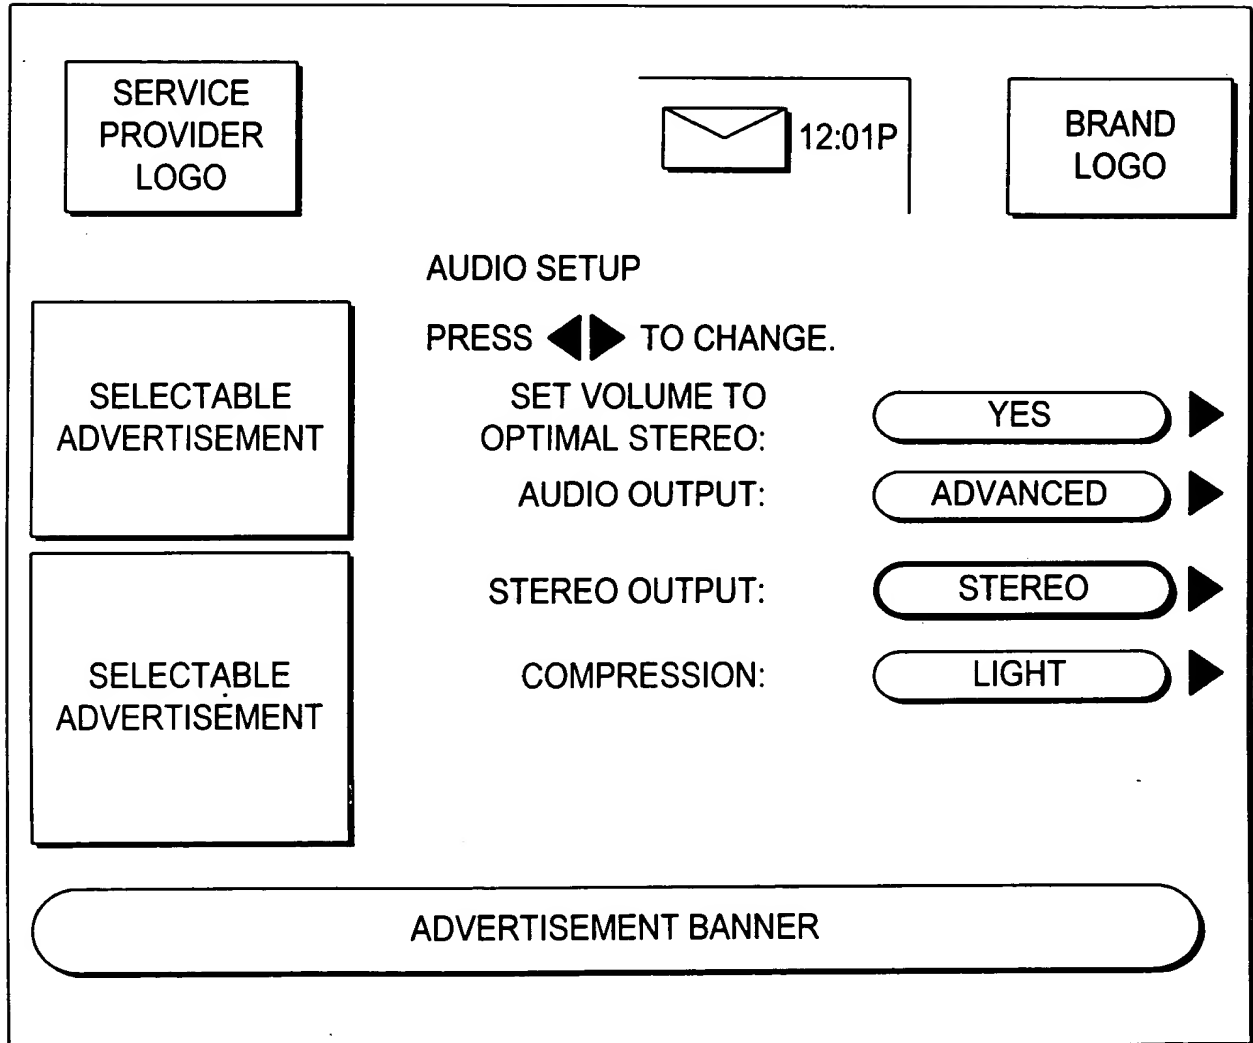 SERVICE
PROVIDER
LOGO
12:01P
BRAND
LOGO
AUDIO SETUP
PRESS ◀▶ TO CHANGE.
SELECTABLE
ADVERTISEMENT
SET VOLUME TO
OPTIMAL STEREO:
YES
AUDIO OUTPUT:
ADVANCED
STEREO OUTPUT:
STEREO
SELECTABLE
ADVERTISEMENT
COMPRESSION:
LIGHT
ADVERTISEMENT BANNER